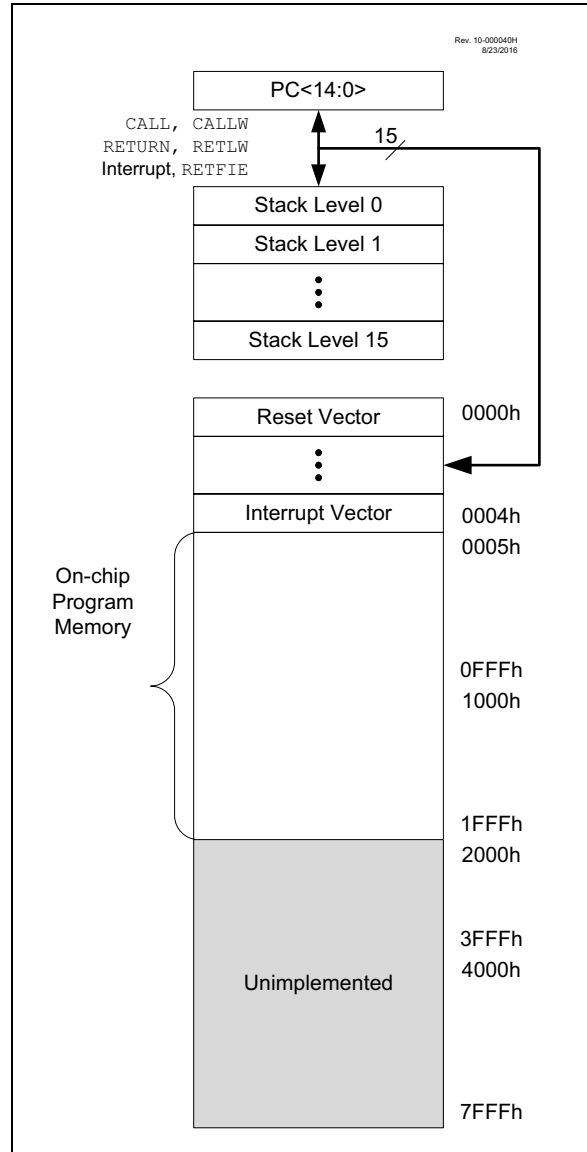 Rev. 10-000040H
8/23/2016
PC<14:0>
CALL, CALLW
RETURN, RETLW
Interrupt, RETFIE
15
Stack Level 0
Stack Level 1
Stack Level 15
Reset Vector
0000h
Interrupt Vector
0004h
0005h
On-chip
Program
Memory
0FFFh
1000h
1FFFh
2000h
3FFFh
4000h
Unimplemented
7FFFh